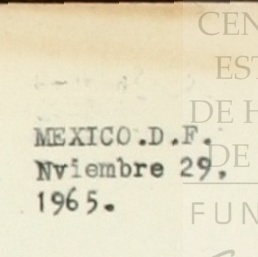 MEXICO.D.F.
Nviembre 29.
1965.
CEN
EST
DE H
DE
FUN